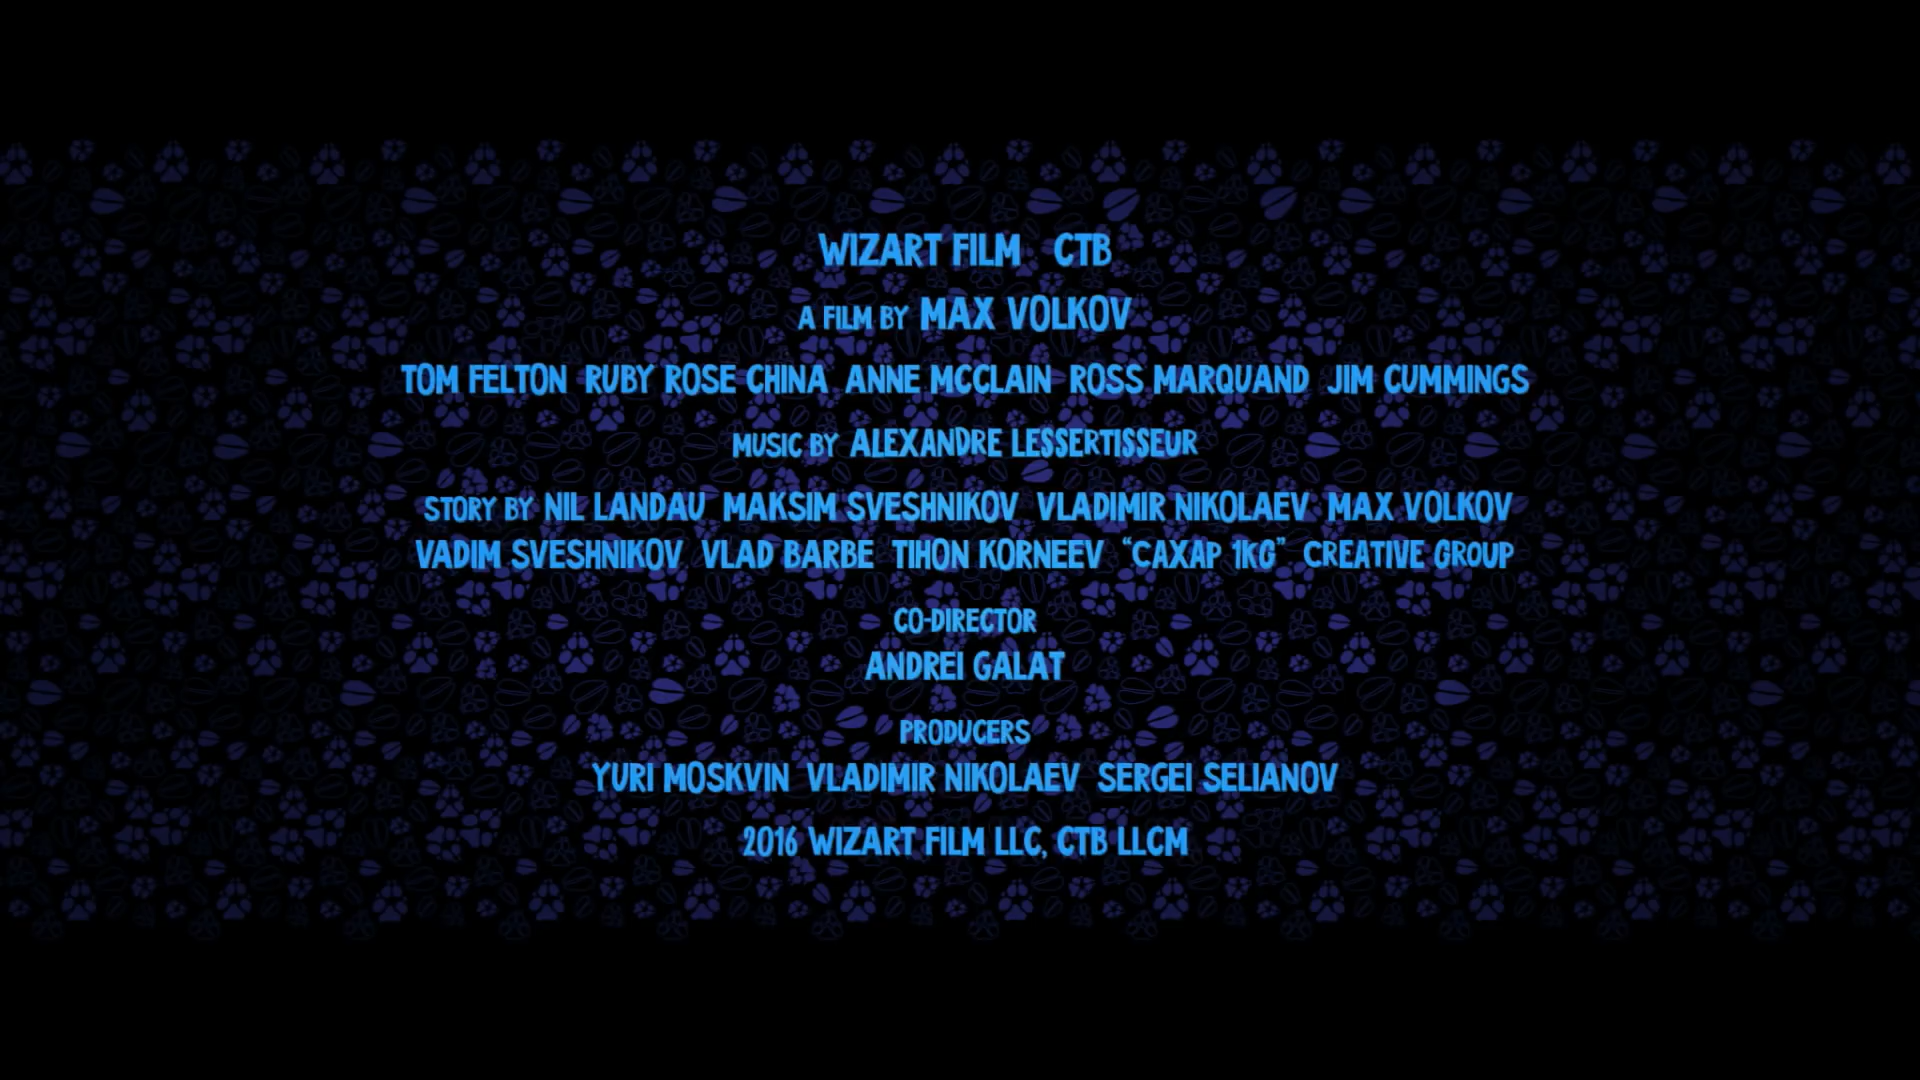 WIZART FILM CTB
A FILM BY MAX VOLKOV
TOM FELTON RUBY ROSE CHINA ANNE MCCLAIN ROSS MARQUAND JIM CUMMINGS
MUSIC BY ALEXANDRE LESSERTISSEUR
STORY BY NIL LANDAU MAKSIM SVESHNIKOV VLADIMIR NIKOLAEV MAX VOLKOV
VADIM SVESHNIKOV VLAD BARBE TIHON KORNEEV “CAXAP 1KG” CREATIVE GROUP
CO-DIRECTOR
ANDREI GALAT
PRODUCERS
YURI MOSKVIN VLADIMIR NIKOLAEV SERGEI SELIANOV
2016 WIZART FILM LLC, CTB LLCM